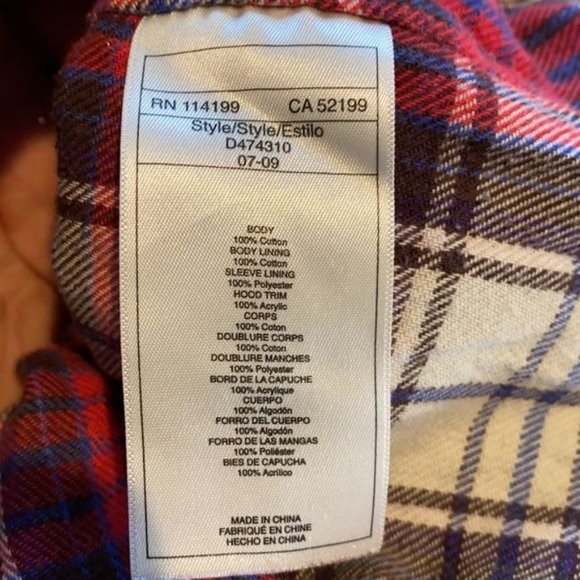 RN 114199 CA 52199
Style/Style/Estilo
D474310
07-09
BODY
100% Cotton
BODY LINING
100% Cotton
SLEEVE LINING
100% Polyester
HOOD TRIM
100% Acrylic
CORPS
100% Coton
DOUBLURE CORPS
100% Coton
DOUBLURE MANCHES
100% Polyester
BORD DE LA CAPUCHE
100% Acrylique
CUERPO
100% Algodón
FORRO DEL CUERPO
100% Algodón
FORRO DE LAS MANGAS
100% Poliéster
BIES DE CAPUCHA
100% Acrílico
MADE IN CHINA
FABRIQUÉ EN CHINE
HECHO EN CHINA